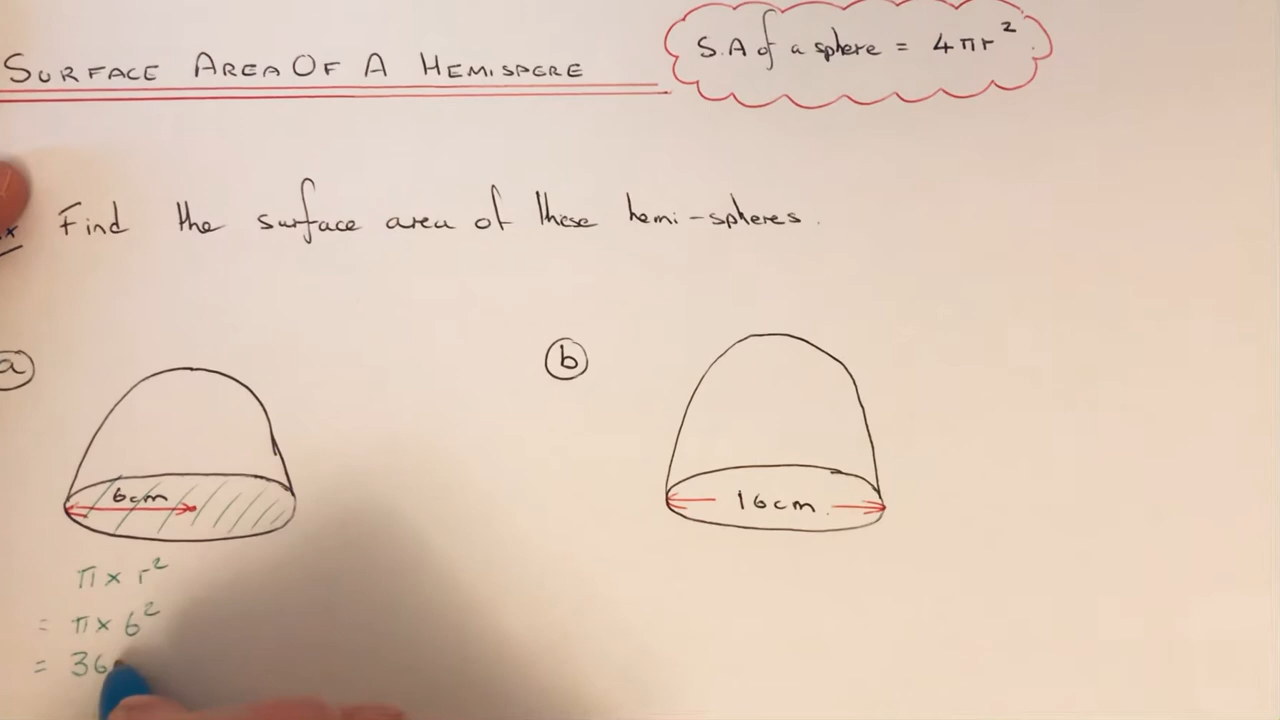 SURFACE AREA OF A HEMISPERE
S.A of a sphere = 4πr²
x Find the surface area of these hemi-spheres.
a
b
6cm
16cm
π × r²
= π × 6²
= 36